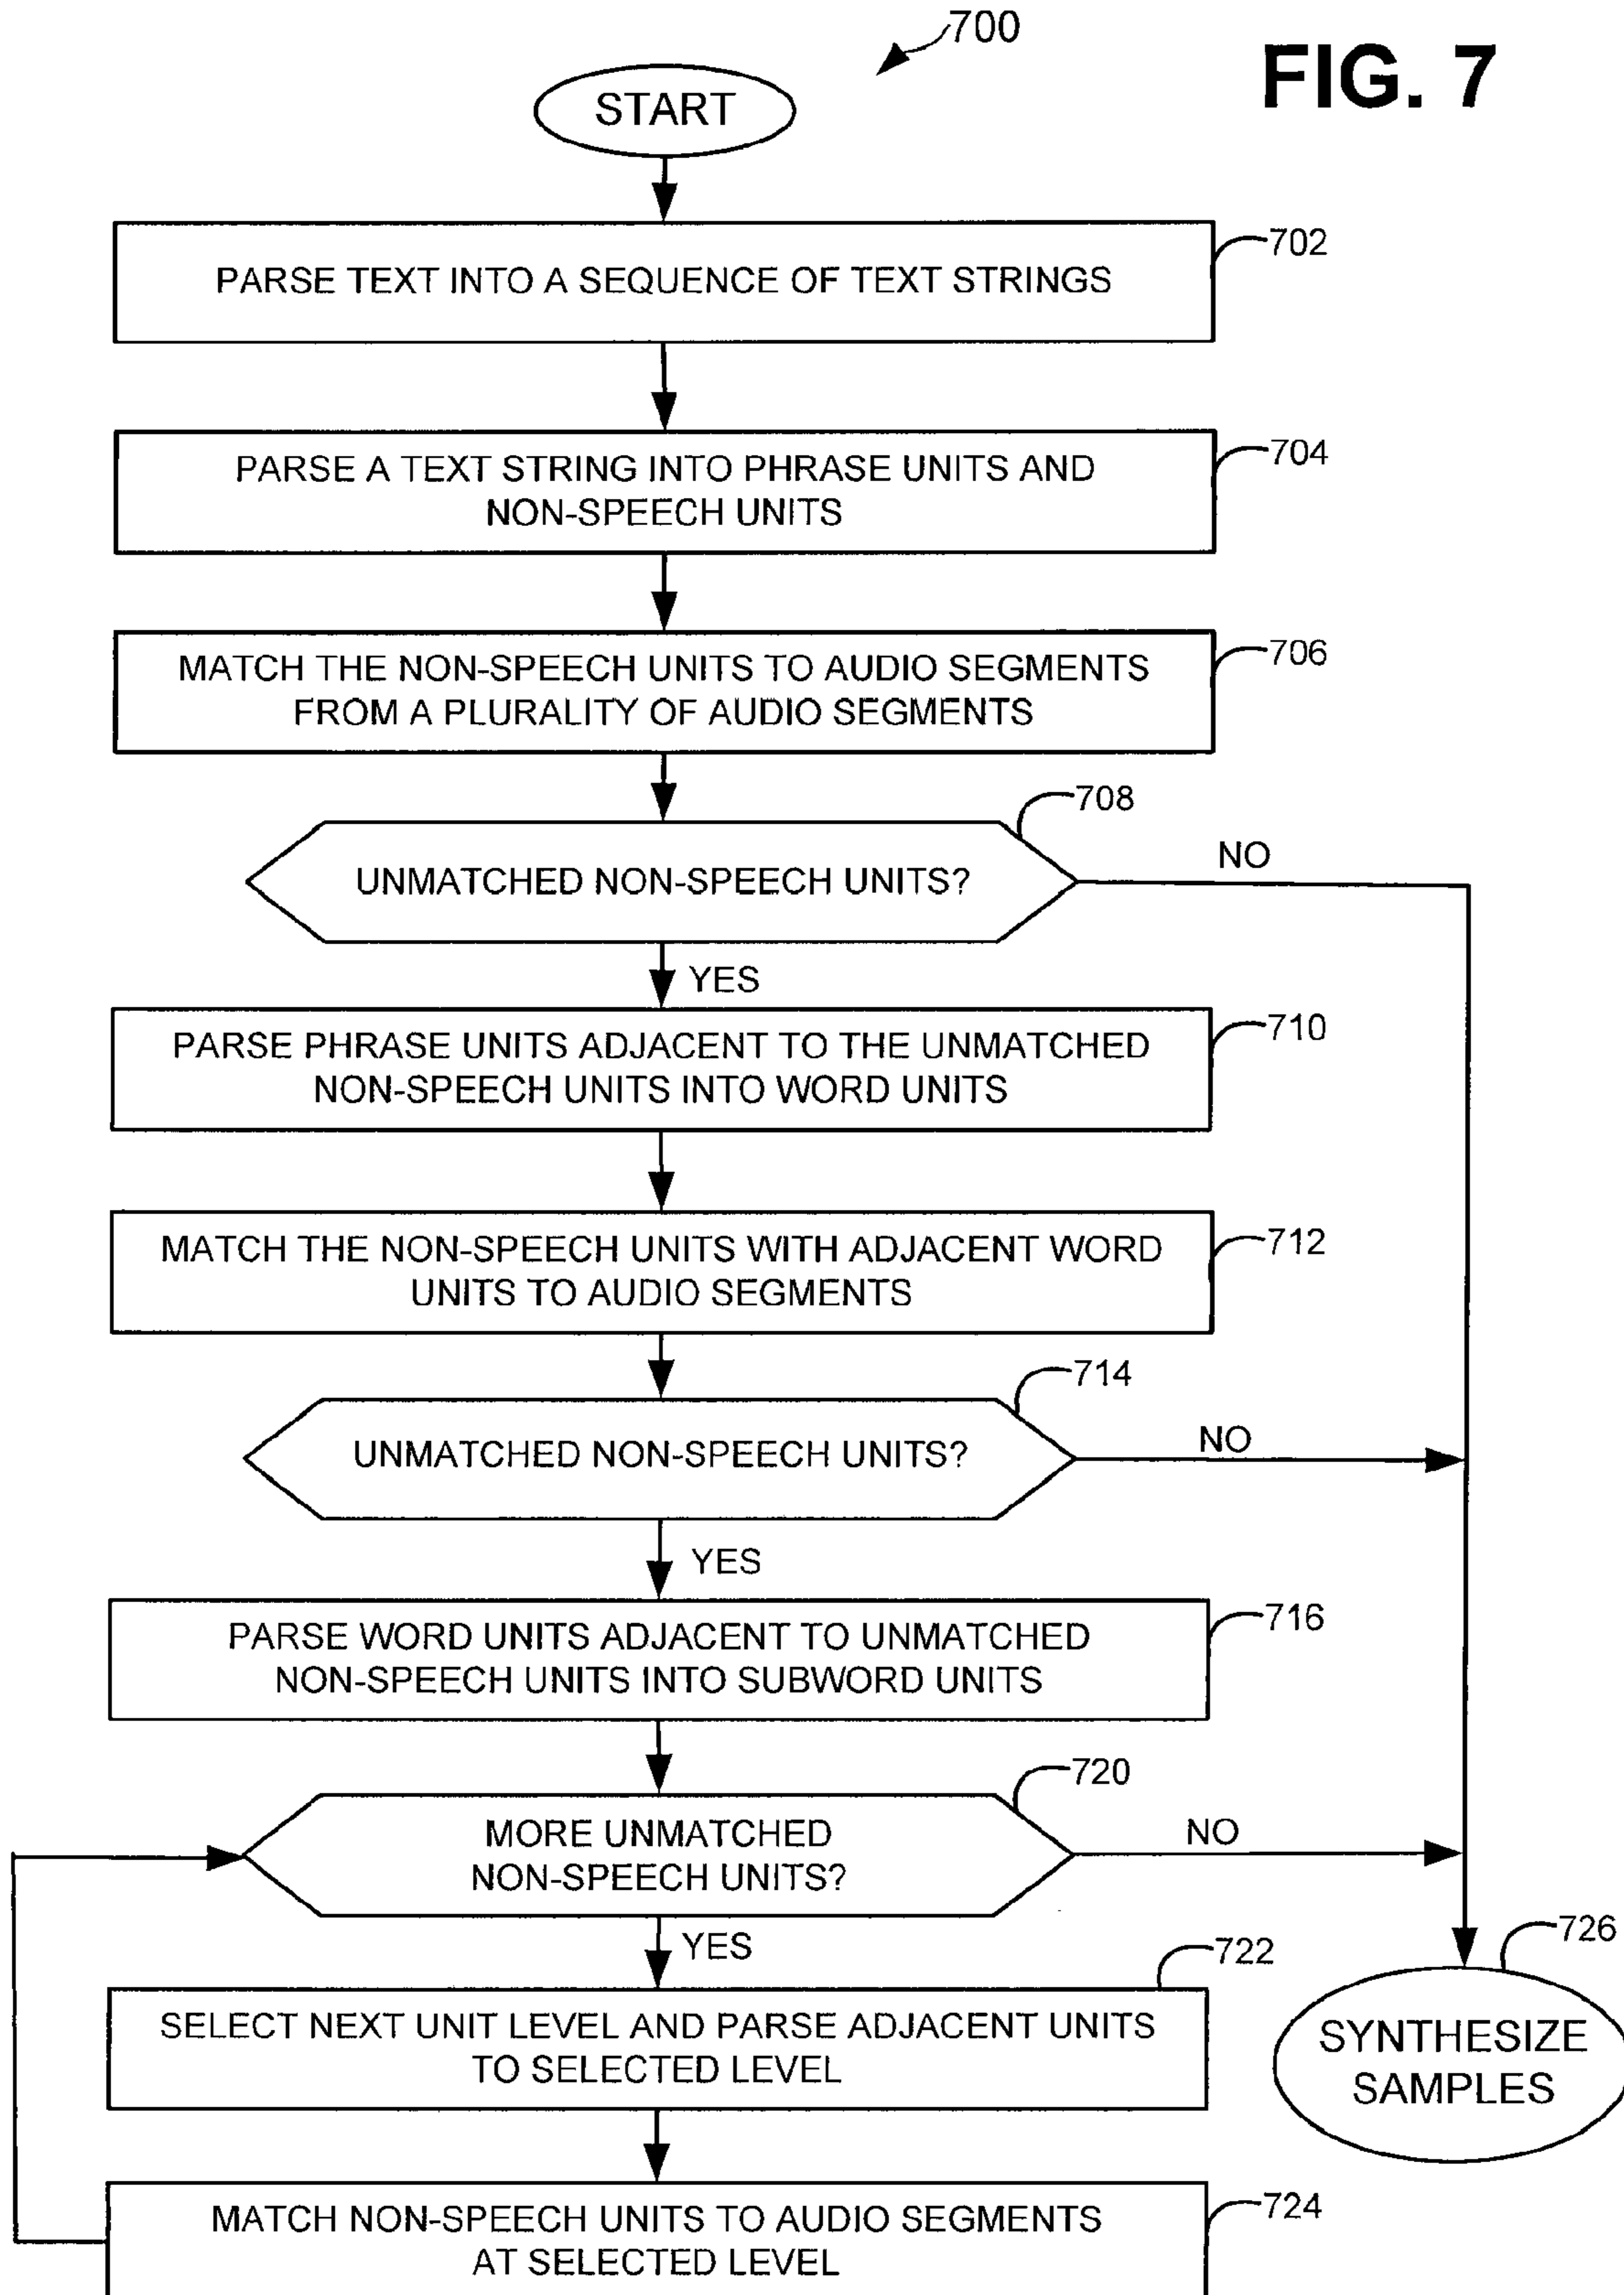 700
FIG. 7
START
702
PARSE TEXT INTO A SEQUENCE OF TEXT STRINGS
704
PARSE A TEXT STRING INTO PHRASE UNITS AND
NON-SPEECH UNITS
706
MATCH THE NON-SPEECH UNITS TO AUDIO SEGMENTS
FROM A PLURALITY OF AUDIO SEGMENTS
708
UNMATCHED NON-SPEECH UNITS?
NO
YES
710
PARSE PHRASE UNITS ADJACENT TO THE UNMATCHED
NON-SPEECH UNITS INTO WORD UNITS
712
MATCH THE NON-SPEECH UNITS WITH ADJACENT WORD
UNITS TO AUDIO SEGMENTS
714
UNMATCHED NON-SPEECH UNITS?
NO
YES
716
PARSE WORD UNITS ADJACENT TO UNMATCHED
NON-SPEECH UNITS INTO SUBWORD UNITS
720
MORE UNMATCHED
NON-SPEECH UNITS?
NO
YES
722
SELECT NEXT UNIT LEVEL AND PARSE ADJACENT UNITS
TO SELECTED LEVEL
726
SYNTHESIZE
SAMPLES
724
MATCH NON-SPEECH UNITS TO AUDIO SEGMENTS
AT SELECTED LEVEL